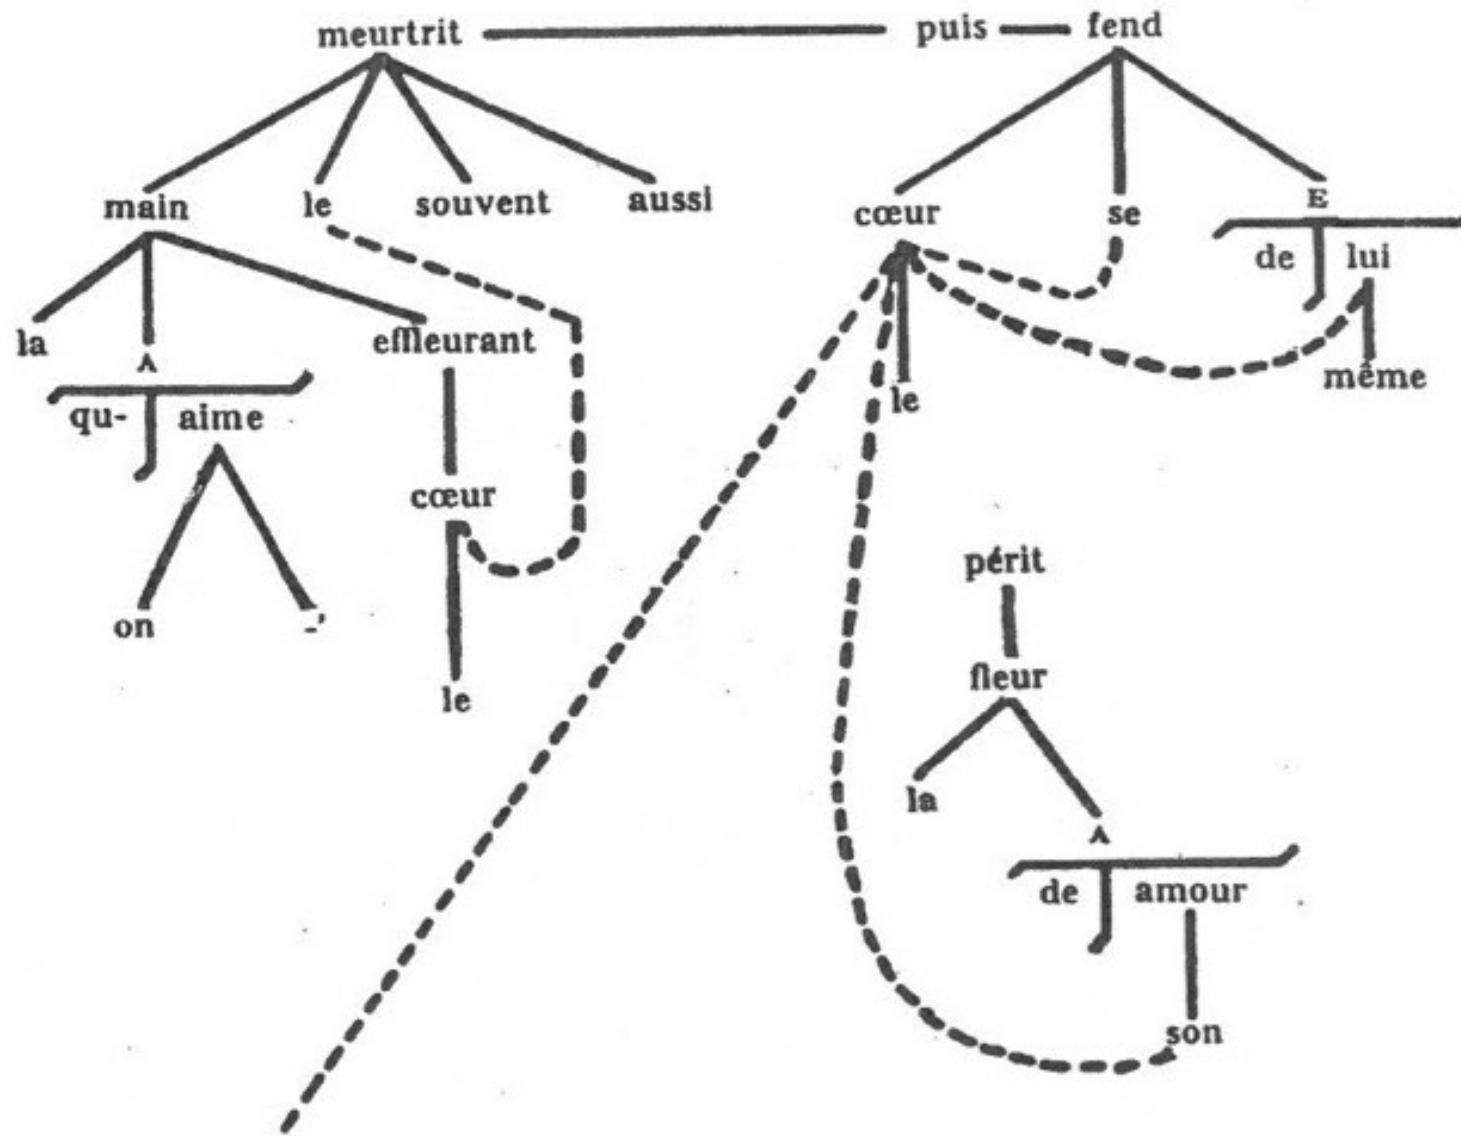 meurtrit puis fend
main le souvent aussi cœur se E
de lui
la effleurant
A
qu- aime le même
cœur
on -'
périt
le fleur
la
A
de amour
son